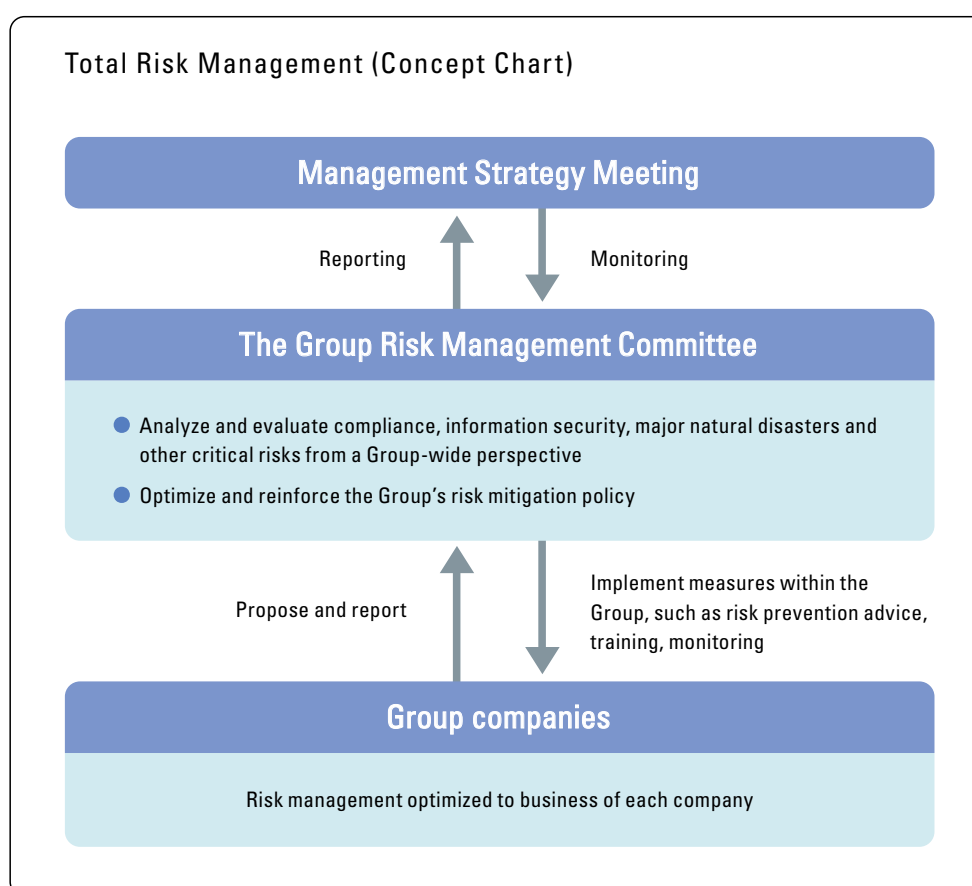 Total Risk Management (Concept Chart)
Management Strategy Meeting
Reporting
Monitoring
The Group Risk Management Committee
● Analyze and evaluate compliance, information security, major natural disasters and
other critical risks from a Group-wide perspective
● Optimize and reinforce the Group’s risk mitigation policy
Propose and report
Implement measures within the
Group, such as risk prevention advice,
training, monitoring
Group companies
Risk management optimized to business of each company